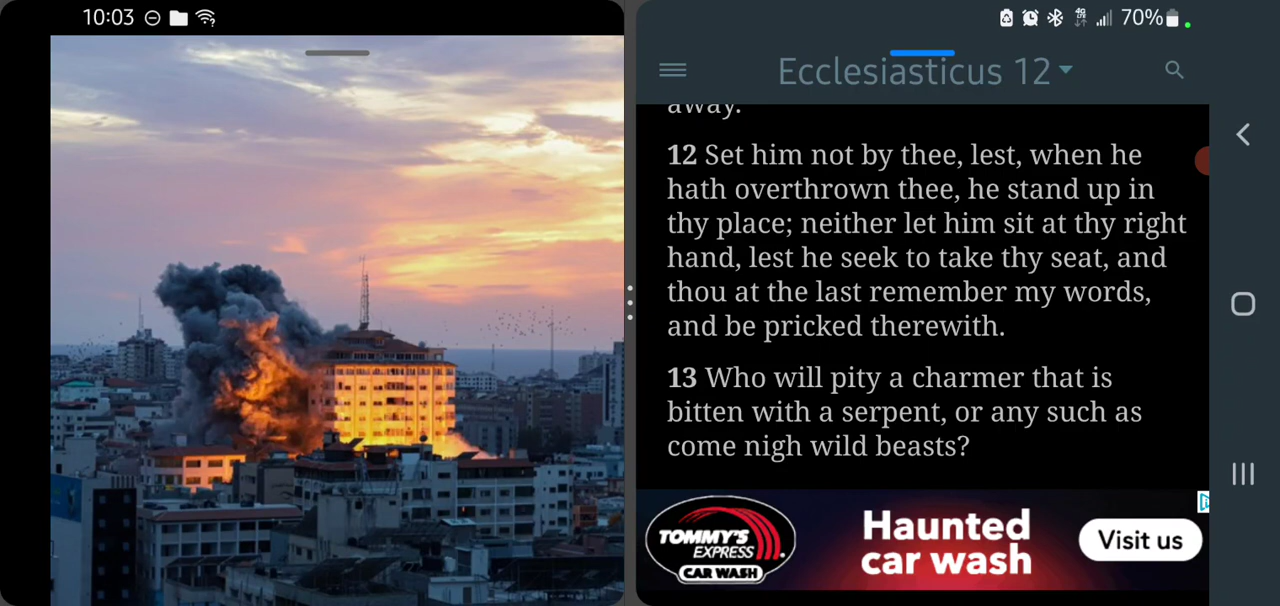 10:03
70%
Ecclesiasticus 12
away.
12 Set him not by thee, lest, when he
hath overthrown thee, he stand up in
thy place; neither let him sit at thy right
hand, lest he seek to take thy seat, and
thou at the last remember my words,
and be pricked therewith.
13 Who will pity a charmer that is
bitten with a serpent, or any such as
come nigh wild beasts?
TOMMY'S
EXPRESS
CAR WASH
Haunted
car wash
Visit us